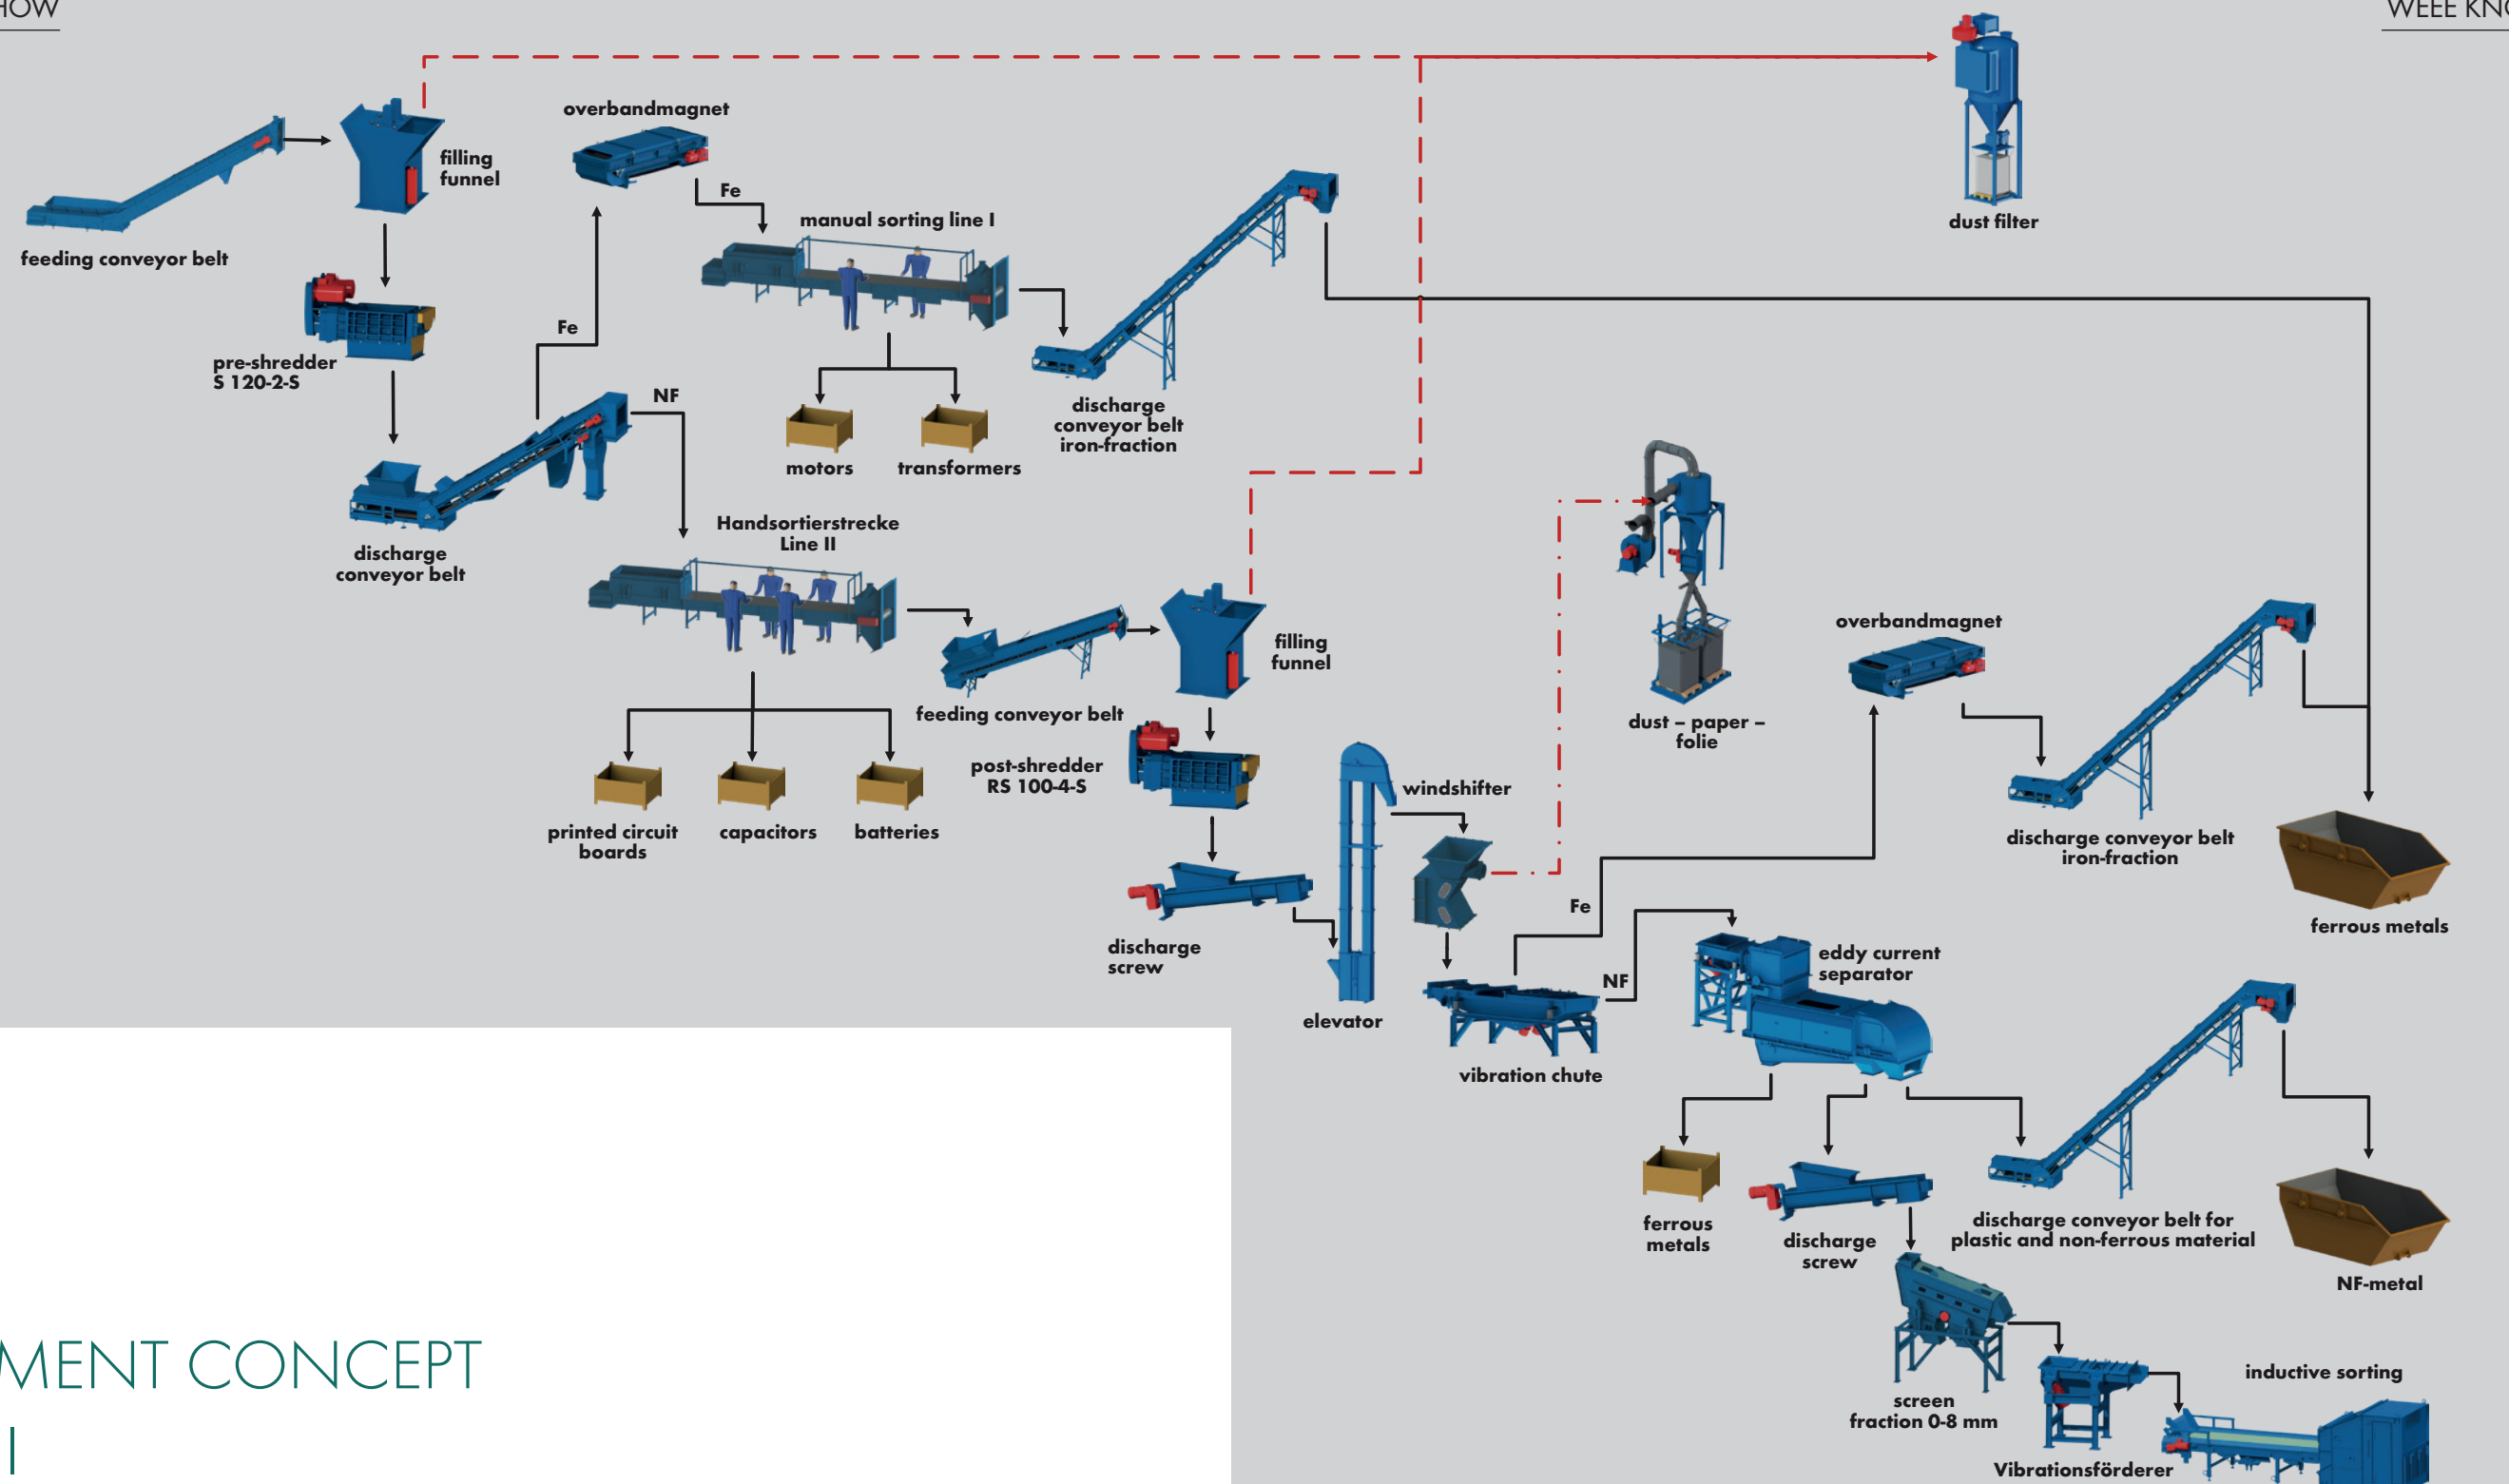 HOW
WEEE KNO
overbandmagnet
filling
funnel
Fe
manual sorting line I
dust filter
feeding conveyor belt
Fe
pre-shredder
S 120-2-S
NF
discharge
conveyor belt
iron-fraction
motors
transformers
Handsortierstrecke
Line II
discharge
conveyor belt
overbandmagnet
filling
funnel
feeding conveyor belt
dust – paper –
folie
post-shredder
RS 100-4-S
windshifter
printed circuit
boards
capacitors
batteries
discharge conveyor belt
iron-fraction
Fe
ferrous metals
discharge
screw
eddy current
separator
NF
elevator
vibration chute
ferrous
metals
discharge
screw
discharge conveyor belt for
plastic and non-ferrous material
NF-metal
MENT CONCEPT
inductive sorting
screen
fraction 0-8 mm
Vibrationsförderer